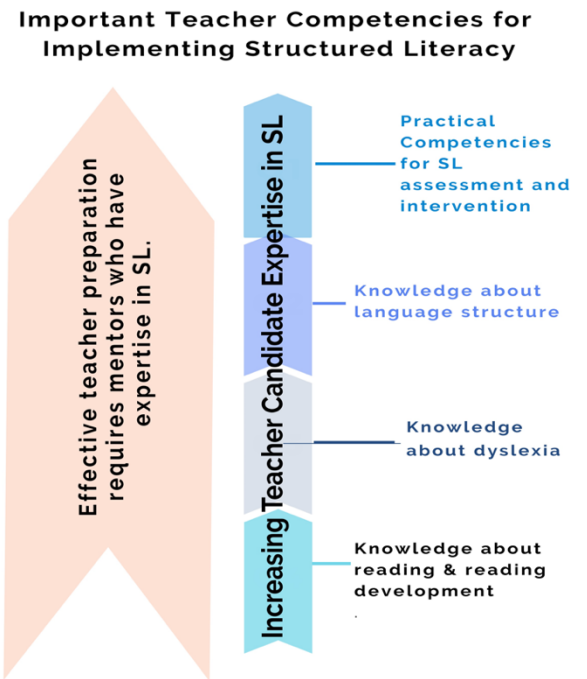 Important Teacher Competencies for
Implementing Structured Literacy
Effective teacher preparation
requires mentors who have
expertise in SL.
Increasing Teacher Candidate Expertise in SL
Practical
Competencies
for SL
assessment and
intervention
Knowledge about
language structure
Knowledge
about dyslexia
Knowledge about
reading & reading
development
.